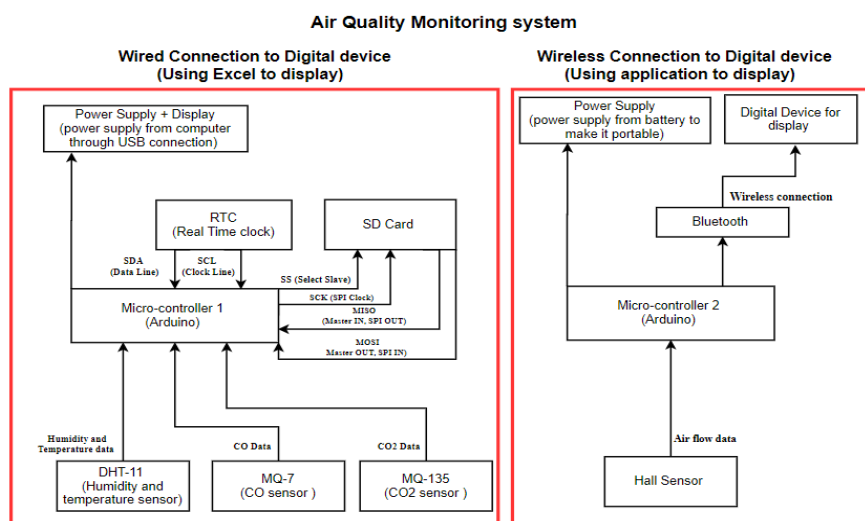 Air Quality Monitoring system
Wired Connection to Digital device
(Using Excel to display)
Power Supply + Display
(power supply from computer
through USB connection)
RTC
(Real Time clock)
SD Card
SDA
(Data Line)
SCL
(Clock Line)
SS (Select Slave)
SCK (SPI Clock)
MISO
(Master IN, SPI OUT)
MOSI
Master OUT, SPI IN)
Micro-controller 1
(Arduino)
Humidity and
Temperature data
CO Data
CO2 Data
DHT-11
(Humidity and
temperature sensor)
MQ-7
(CO sensor )
MQ-135
(CO2 sensor )
Wireless Connection to Digital device
(Using application to display)
Power Supply
(power supply from battery to
make it portable)
Digital Device for
display
Wireless connection
Bluetooth
Micro-controller 2
(Arduino)
Air flow data
Hall Sensor